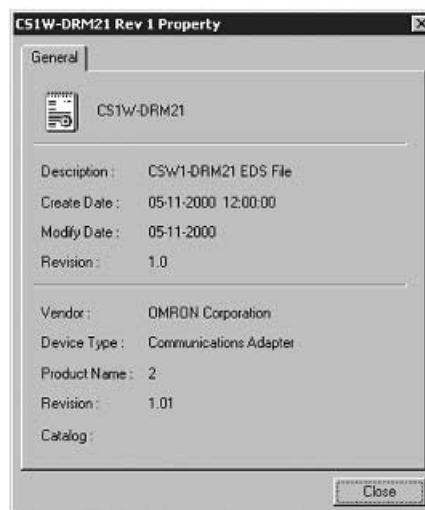 CS1W-DRM21 Rev 1 Property
General
CS1W-DRM21
Description : CSW1-DRM21 EDS File
Create Date : 05-11-2000 12:00:00
Modify Date : 05-11-2000
Revision : 1.0
Vendor : OMRON Corporation
Device Type : Communications Adapter
Product Name : 2
Revision : 1.01
Catalog :
Close